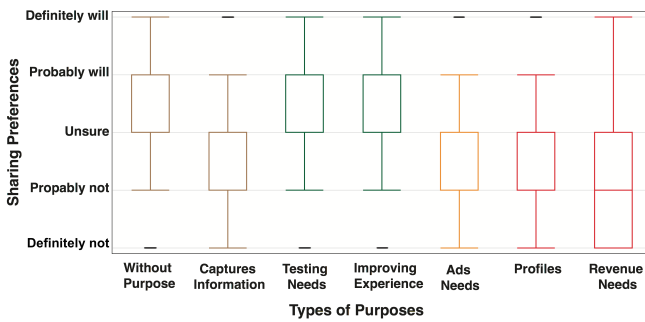 Definitely will
Probably will
Unsure
Propably not
Definitely not
Sharing Preferences
Without Purpose
Captures Information
Testing Needs
Improving Experience
Ads Needs
Profiles
Revenue Needs
Types of Purposes